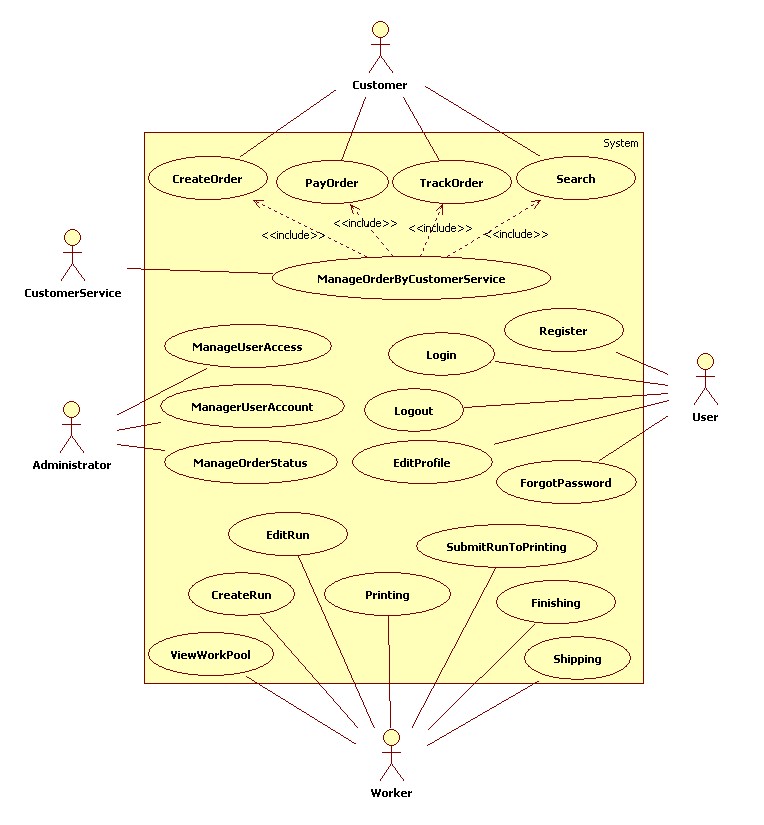 Customer
System
CreateOrder
PayOrder
TrackOrder
Search
<<include>>
<<include>>
<<include>>
<<include>>
ManageOrderByCustomerService
CustomerService
Register
ManageUserAccess
Login
ManagerUserAccount
Logout
User
Administrator
ManageOrderStatus
EditProfile
ForgotPassword
EditRun
SubmitRunToPrinting
CreateRun
Printing
Finishing
ViewWorkPool
Shipping
Worker